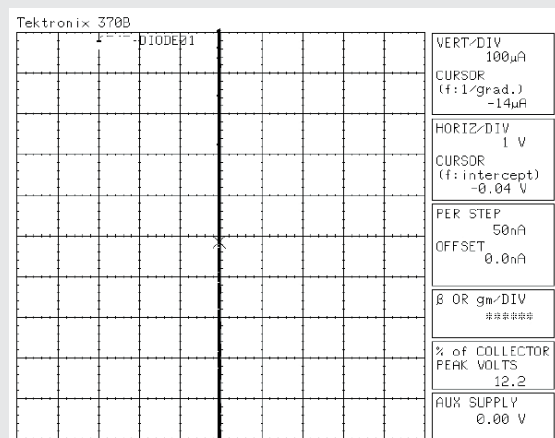 Tektronix 370B
-DIODE01
VERT/DIV
100µA
CURSOR
(f:1/grad.)
-14µA
HORIZ/DIV
1 V
CURSOR
(f:intercept)
-0.04 V
PER STEP
50nA
OFFSET
0.0nA
β OR gm/DIV
******
% of COLLECTOR
PEAK VOLTS
12.2
AUX SUPPLY
0.00 V